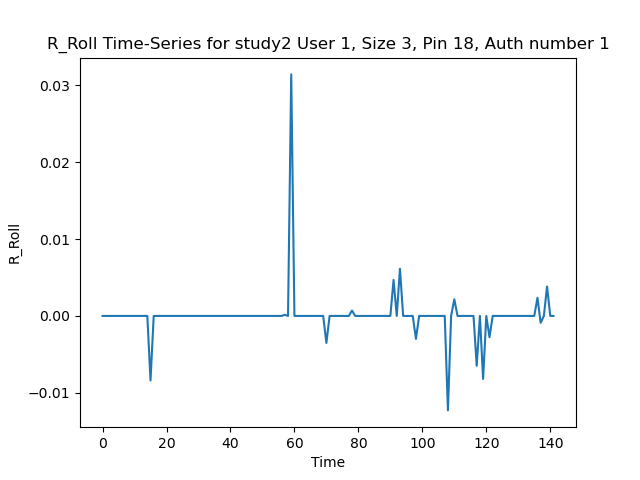 R_Roll Time-Series for study2 User 1, Size 3, Pin 18, Auth number 1
0.03
0.02
0.01
0.00
−0.01
R_Roll
0 20 40 60 80 100 120 140
Time